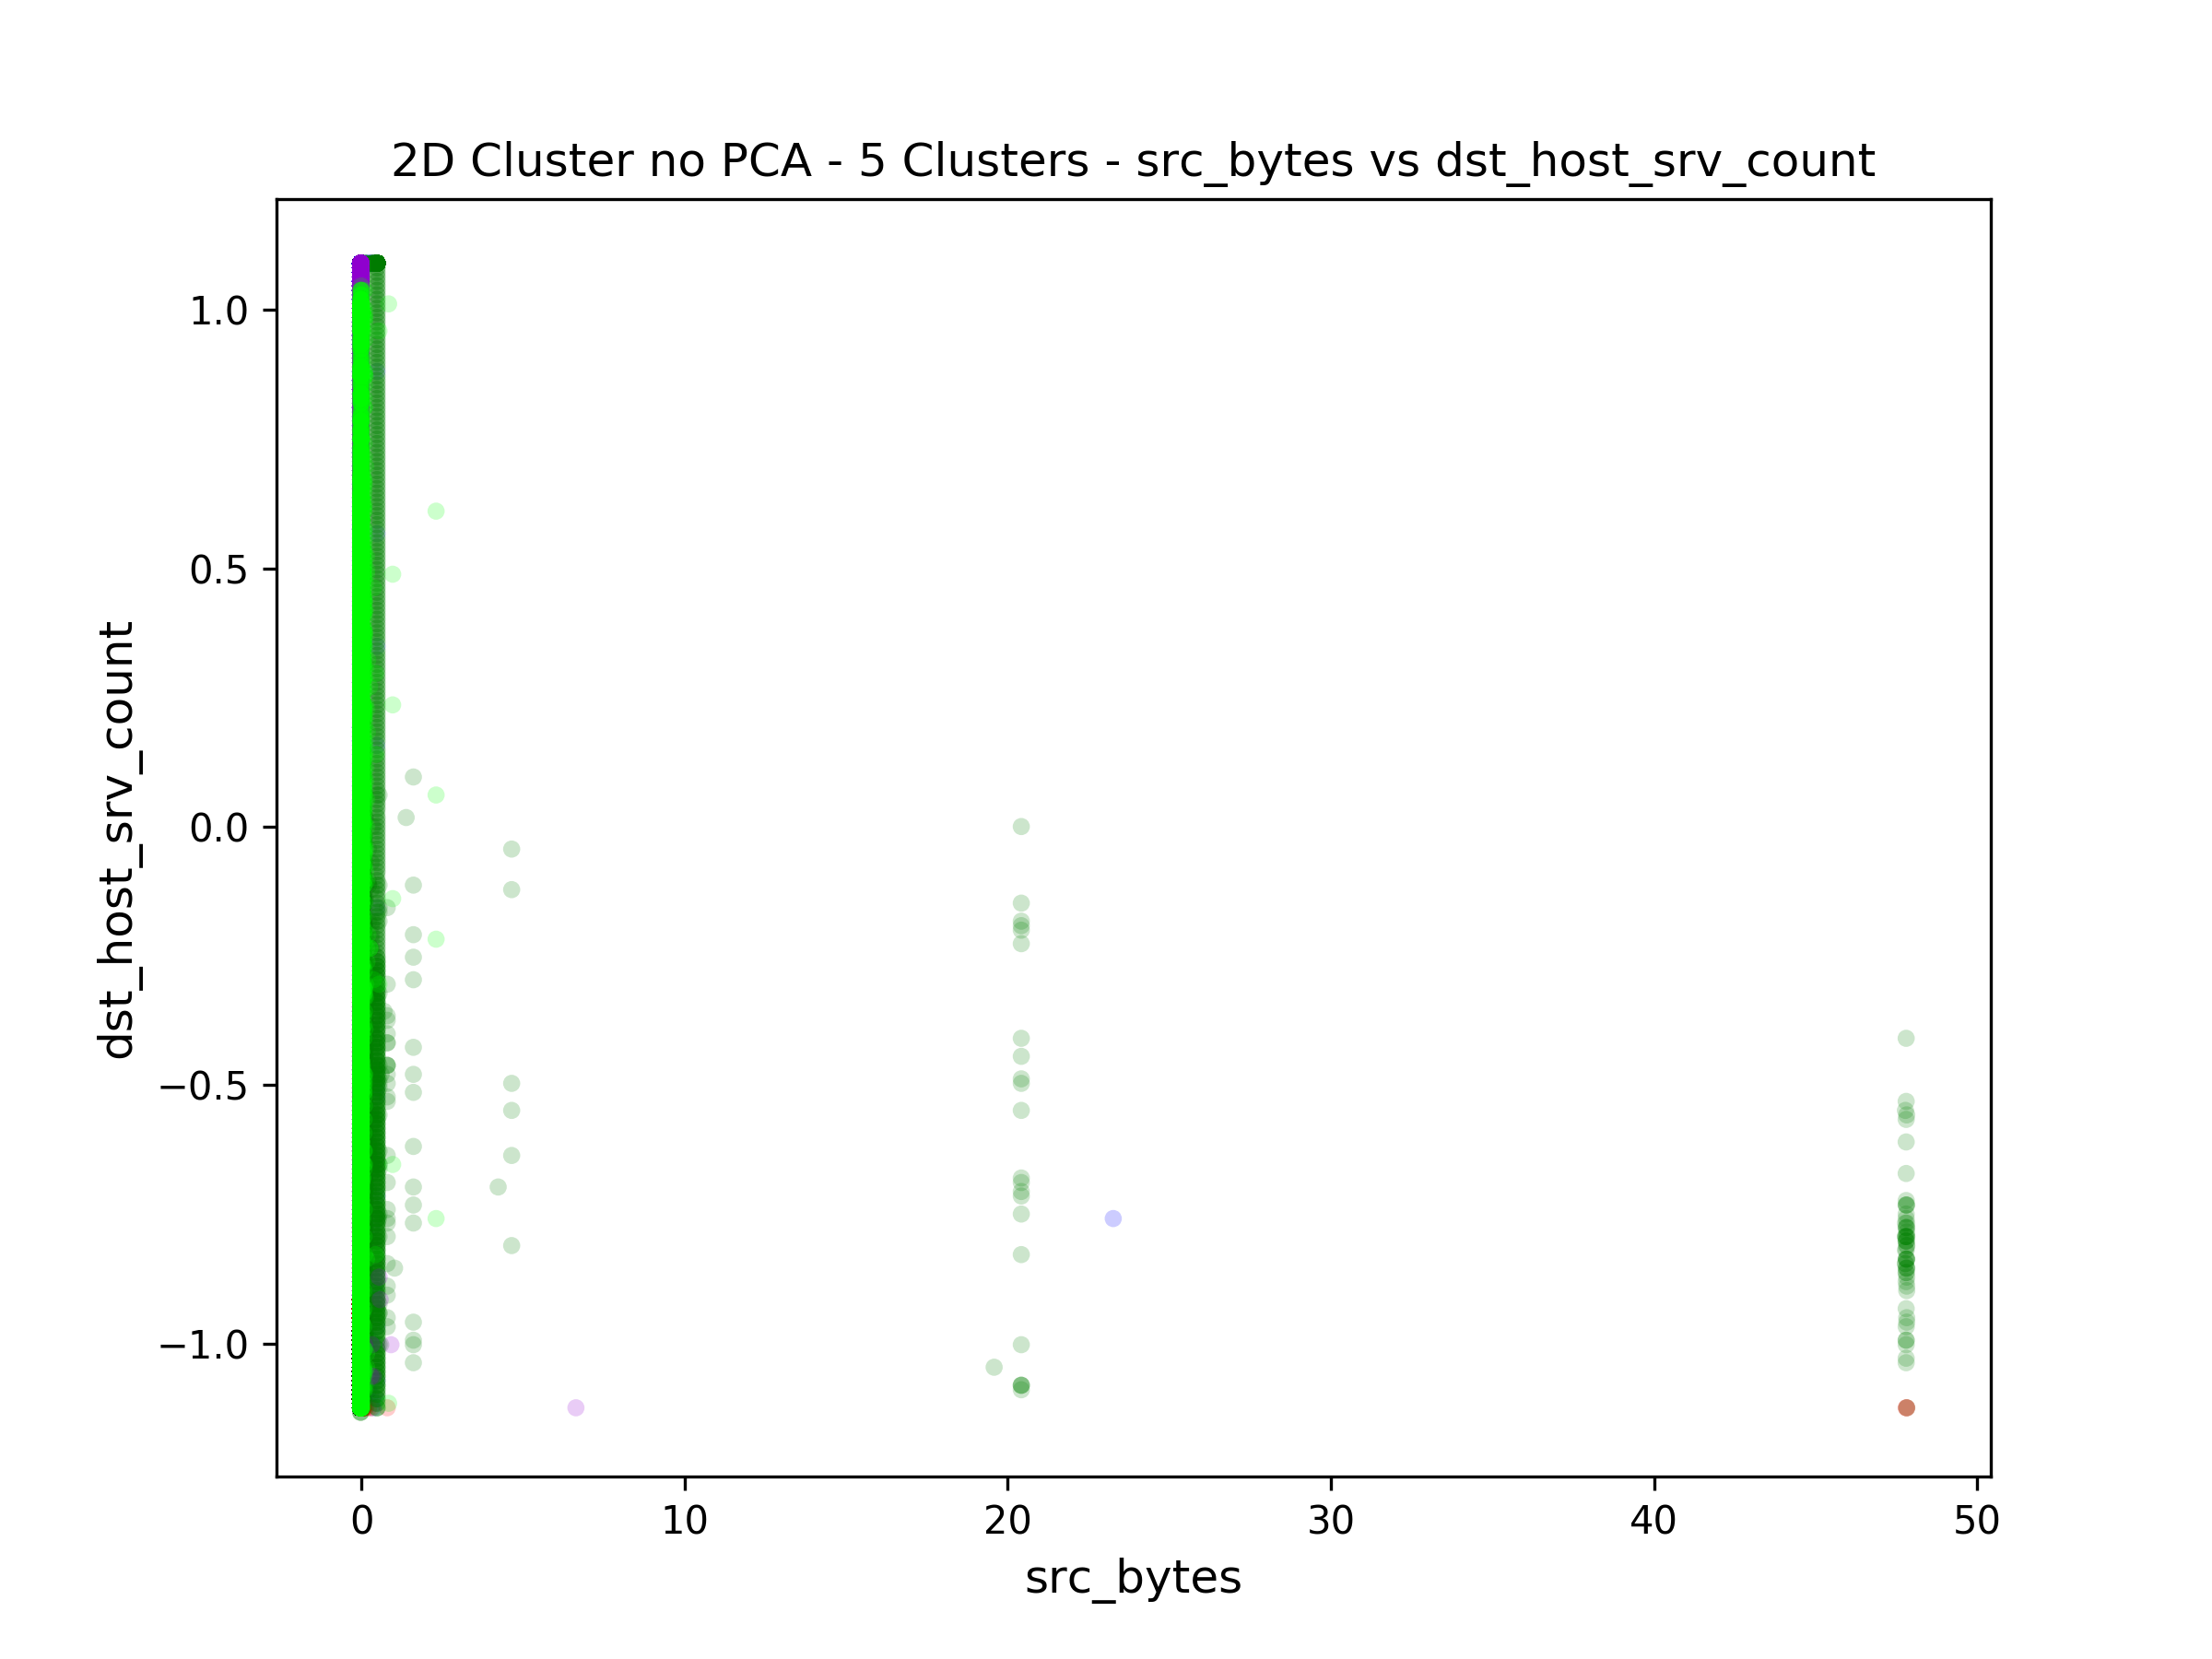 2D Cluster no PCA - 5 Clusters - src_bytes vs dst_host_srv_count
1.0
0.5
0.0
−0.5
−1.0
dst_host_srv_count
0 10 20 30 40 50
src_bytes